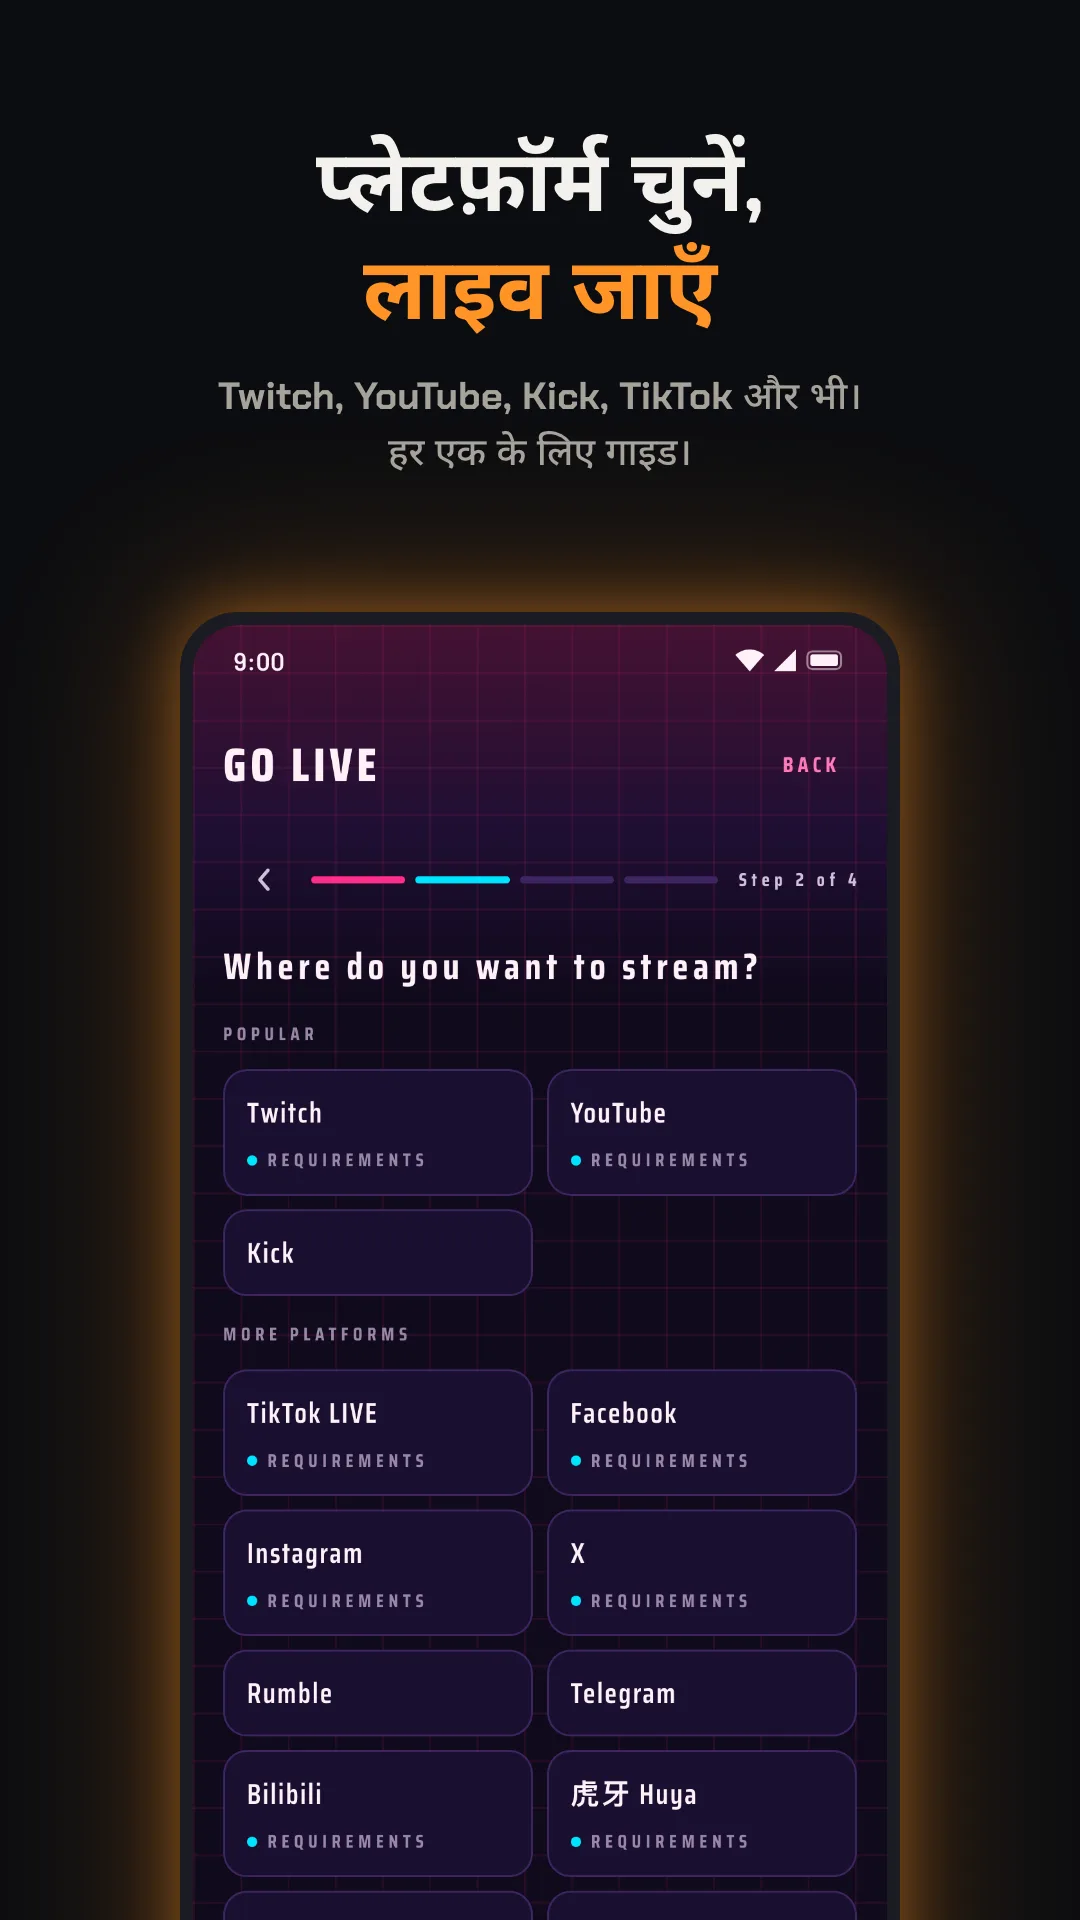 प्लेटफ़ॉर्म चुनें,
लाइव जाएँ
Twitch, YouTube, Kick, TikTok और भी।
हर एक के लिए गाइड।
9:00
GO LIVE
BACK
Step 2 of 4
Where do you want to stream?
POPULAR
Twitch
REQUIREMENTS
YouTube
REQUIREMENTS
Kick
MORE PLATFORMS
TikTok LIVE
REQUIREMENTS
Facebook
REQUIREMENTS
Instagram
REQUIREMENTS
X
REQUIREMENTS
Rumble
Telegram
Bilibili
REQUIREMENTS
虎牙 Huya
REQUIREMENTS